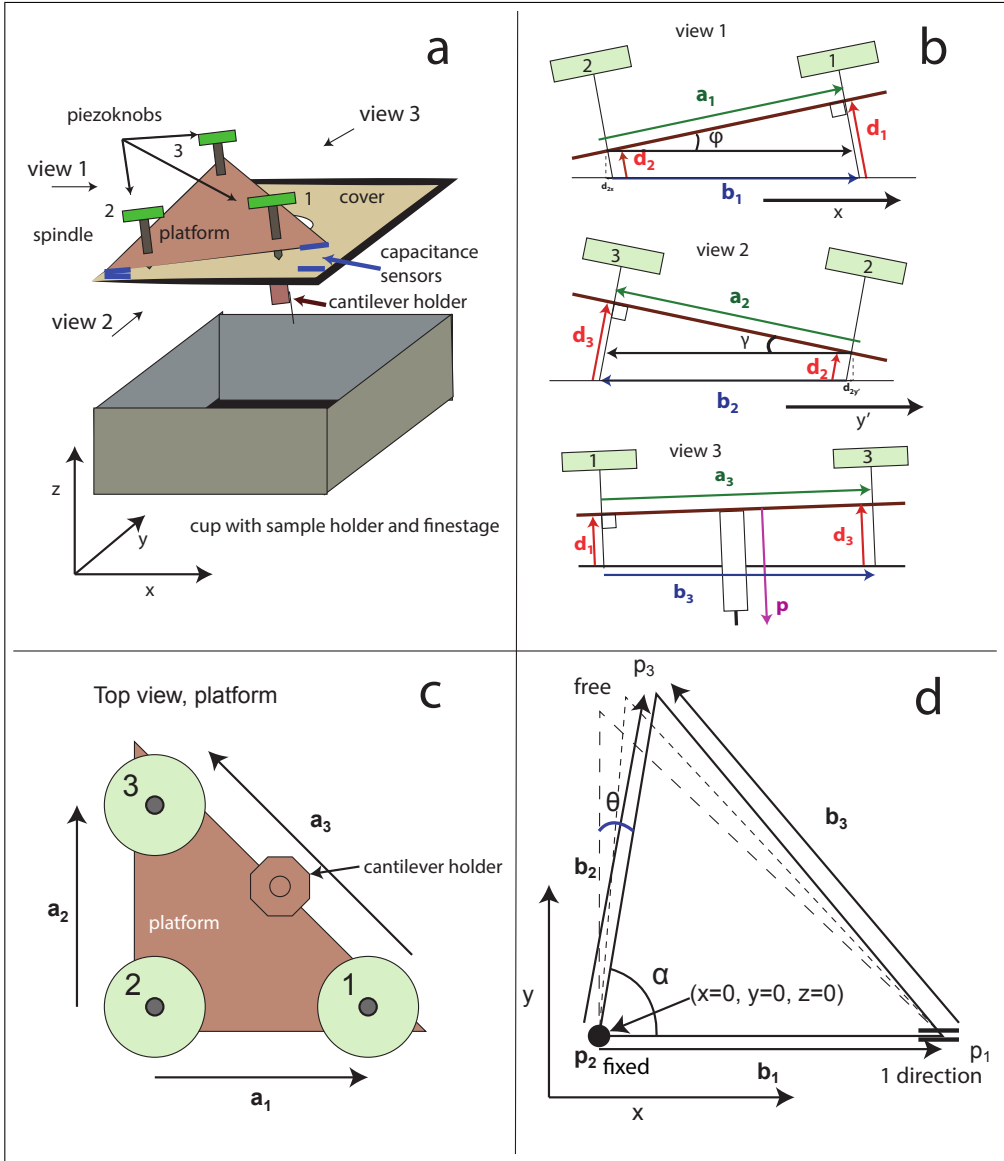 a
piezoknobs
3
view 3
view 1
2
1
cover
spindle
platform
capacitance
sensors
cantilever holder
view 2
z
y
x
cup with sample holder and finestage
b
view 1
2
1
a₁
φ
d₁
d₂
d₂ₓ
b₁
x
view 2
3
2
a₂
γ
d₃
d₂
d₂y'
b₂
y'
view 3
1
3
a₃
d₁
d₃
b₃
p
Top view, platform
c
3
a₃
cantilever holder
a₂
platform
2
1
a₁
d
p₃
free
θ
b₃
b₂
α
(x=0, y=0, z=0)
y
p₂
fixed
p₁
b₁
1 direction
x